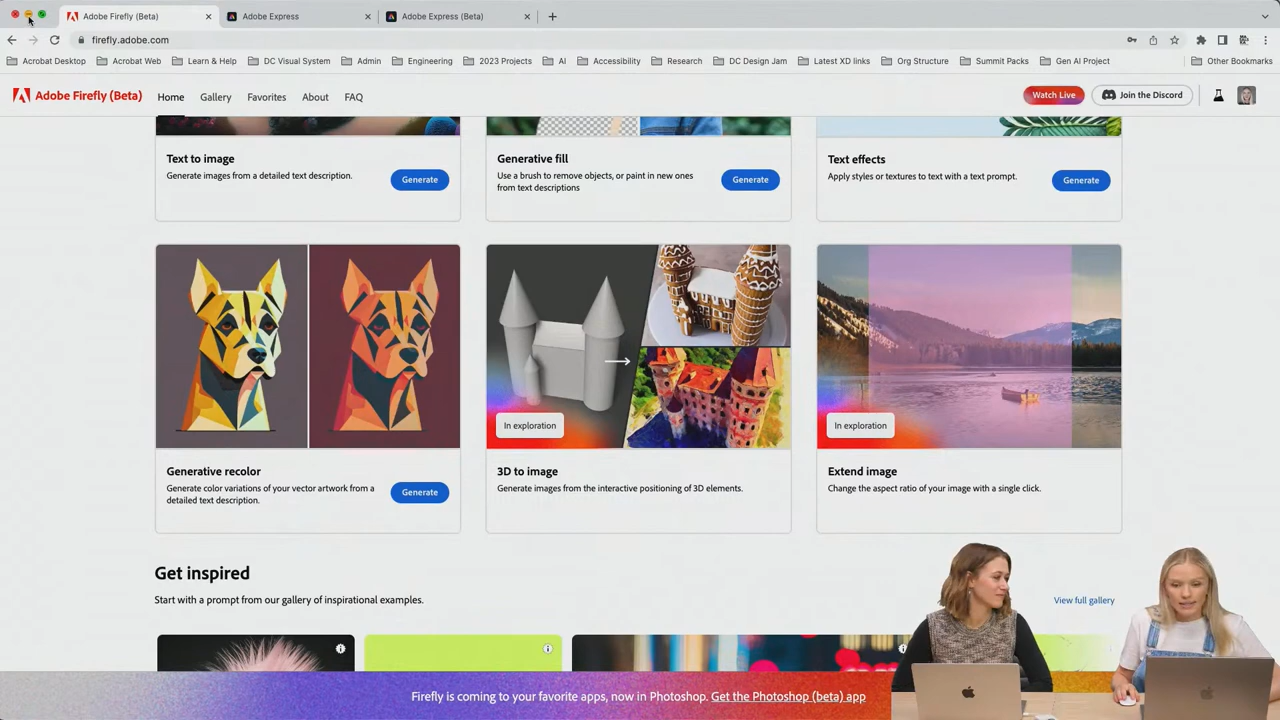 Adobe Firefly (Beta)
Adobe Express
Adobe Express (Beta)
firefly.adobe.com
Acrobat Desktop
Acrobat Web
Learn & Help
DC Visual System
Admin
Engineering
2023 Projects
AI
Accessibility
Research
DC Design Jam
Latest XD links
Org Structure
Summit Packs
Gen AI Project
Other Bookmarks
Adobe Firefly (Beta)
Home
Gallery
Favorites
About
FAQ
Watch Live
Join the Discord
Text to image
Generate images from a detailed text description.
Generate
Generative fill
Use a brush to remove objects, or paint in new ones
from text descriptions
Generate
Text effects
Apply styles or textures to text with a text prompt.
Generate
In exploration
In exploration
Generative recolor
Generate color variations of your vector artwork from a
detailed text description.
Generate
3D to image
Generate images from the interactive positioning of 3D elements.
Extend image
Change the aspect ratio of your image with a single click.
Get inspired
Start with a prompt from our gallery of inspirational examples.
View full gallery
Firefly is coming to your favorite apps, now in Photoshop. Get the Photoshop (beta) app